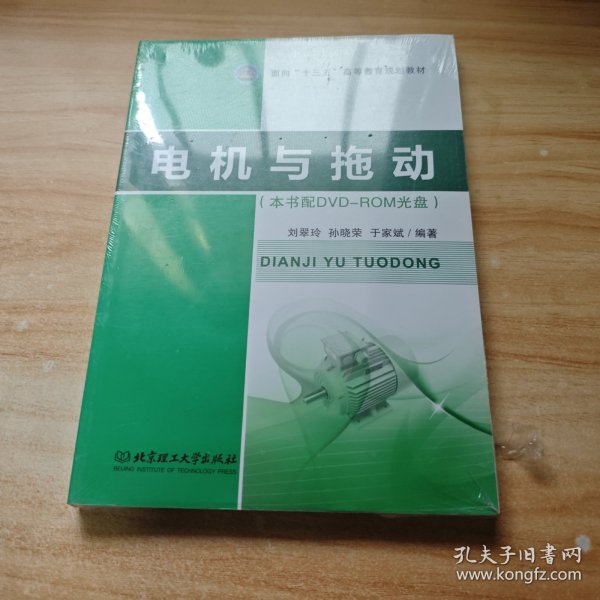 面向“十三五”高等教育规划教材
电机与拖动
(本书配DVD-ROM光盘)
刘翠玲 孙晓荣 于家斌/编著
DIANJI YU TUODONG
北京理工大学出版社
BEIJING INSTITUTE OF TECHNOLOGY PRESS
孔夫子旧书网
www.kongfz.com